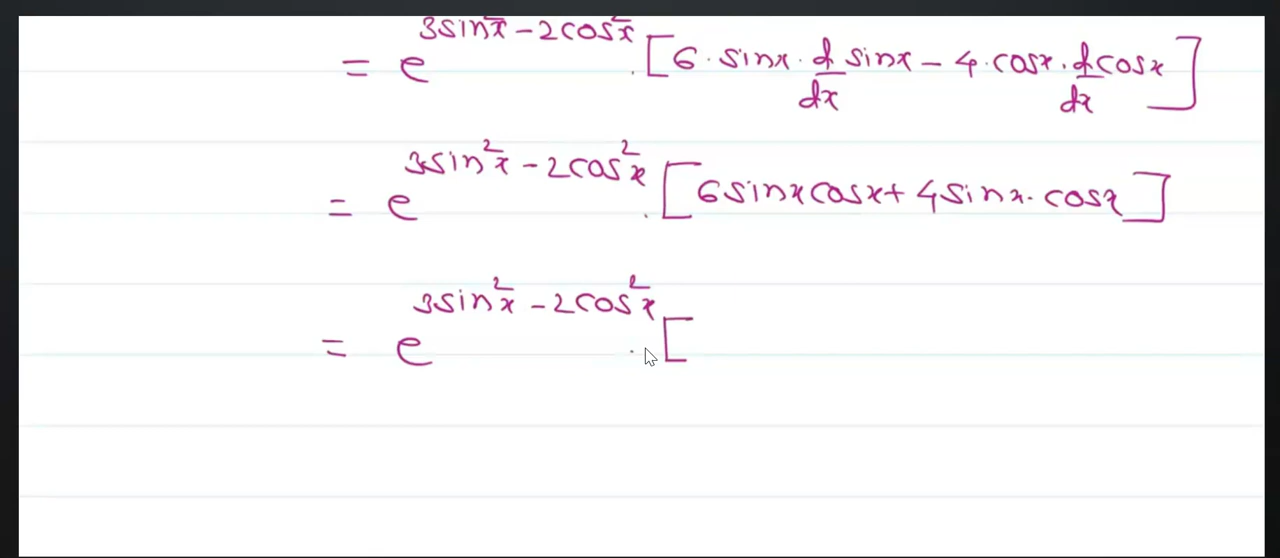 = e^{3sin²x - 2cos²x} . [6 . sinx . d/dx sinx - 4 . cosx . d/dx cosx]
= e^{3sin²x - 2cos²x} . [6sinxcosx + 4sinx . cosx]
= e^{3sin²x - 2cos²x} . [